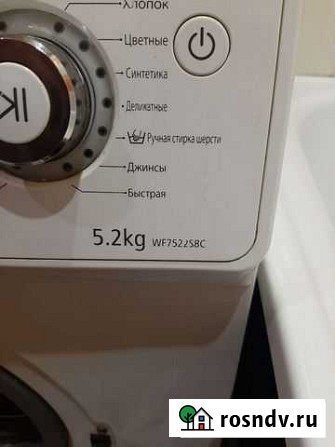 Хлопок
Цветные
Синтетика
Деликатные
Ручная стирка шерсти
Джинсы
Быстрая
5.2kg WF7522S8C
rosndv.ru